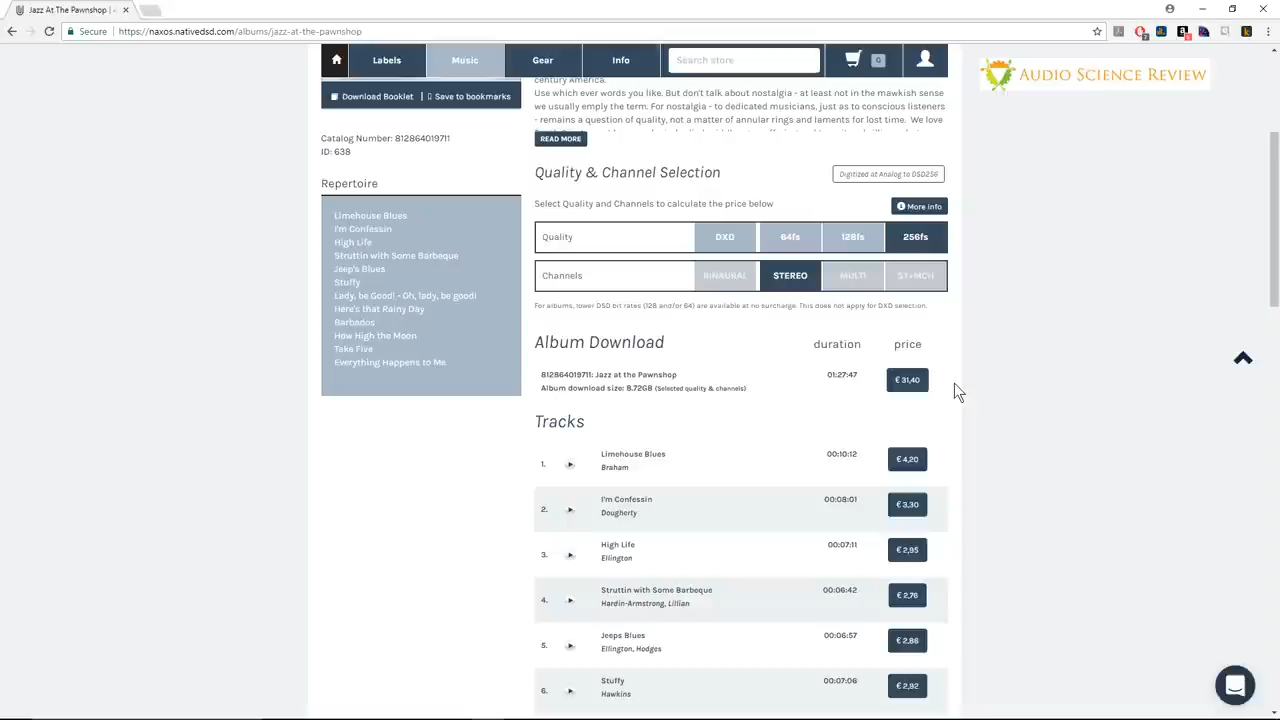 Jazz At The Pawnshop |
Secure
https://naxos.nativedsd.com/albums/jazz-at-the-pawnshop
Labels
Music
Gear
Info
Search store
0
AUDIO SCIENCE REVIEW
Download Booklet
Save to bookmarks
century America.
Use which ever words you like. But don't talk about nostalgia - at least not in the mawkish sense
we usually empty the term. For nostalgia - to dedicated musicians, just as to conscious listeners
- remains a question of quality, not a matter of annular rings and laments for lost time. We love
READ MORE
Catalog Number: 812864019711
ID: 638
Repertoire
Limehouse Blues
I'm Confessin
High Life
Struttin with Some Barbeque
Jeep's Blues
Stuffy
Lady, be Good! - Oh, lady, be good!
Here's that Rainy Day
Barbados
How High the Moon
Take Five
Everything Happens to Me.
Quality & Channel Selection
Digitized at Analog to DSD256
Select Quality and Channels to calculate the price below
More info
Quality
DXD
64fs
128fs
256fs
Channels
BINAURAL
STEREO
MULTI
ST+MCH
For albums, lower DSD bit rates (128 and/or 64) are available at no surcharge. This does not apply for DXD selection.
Album Download
duration
price
812864019711: Jazz at the Pawnshop
01:27:47
€ 31,40
Album download size: 8.72GB (Selected quality & channels)
Tracks
1.
Limehouse Blues
Braham
00:10:12
€ 4,20
2.
I'm Confessin
Dougherty
00:08:01
€ 3,30
3.
High Life
Ellington
00:07:11
€ 2,95
4.
Struttin with Some Barbeque
Hardin-Armstrong, Lillian
00:06:42
€ 2,76
5.
Jeeps Blues
Ellington, Hodges
00:06:57
€ 2,86
6.
Stuffy
Hawkins
00:07:06
€ 2,92